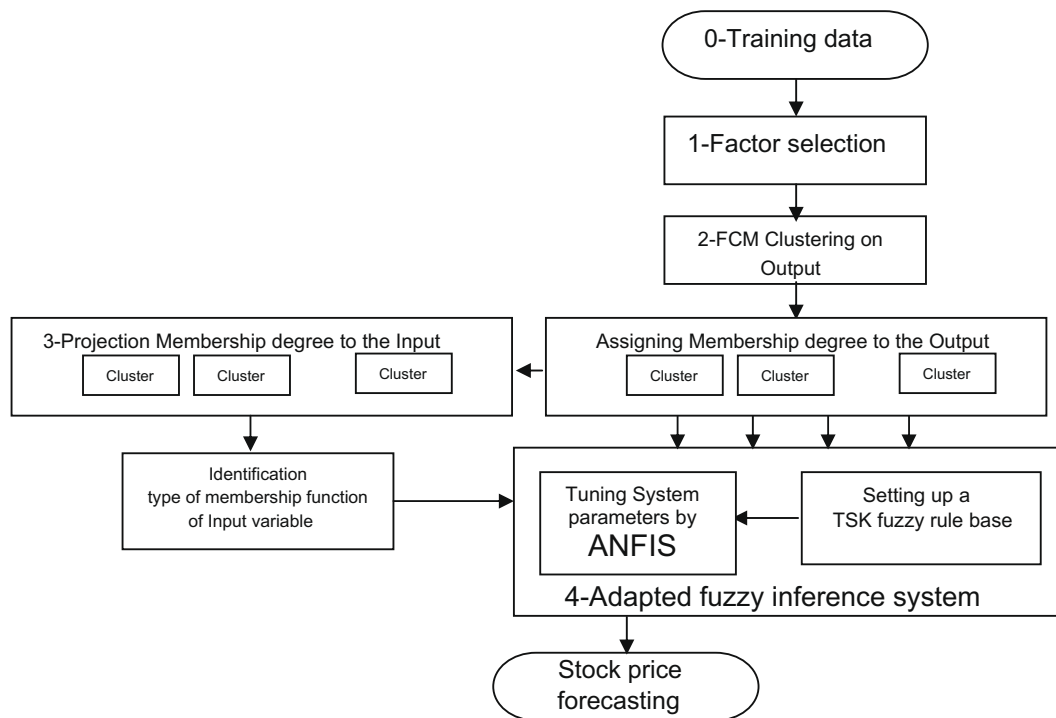 0-Training data
1-Factor selection
2-FCM Clustering on
Output
3-Projection Membership degree to the Input
Cluster
Cluster
Cluster
Assigning Membership degree to the Output
Cluster
Cluster
Cluster
Identification
type of membership function
of Input variable
Tuning System
parameters by
ANFIS
Setting up a
TSK fuzzy rule base
4-Adapted fuzzy inference system
Stock price
forecasting